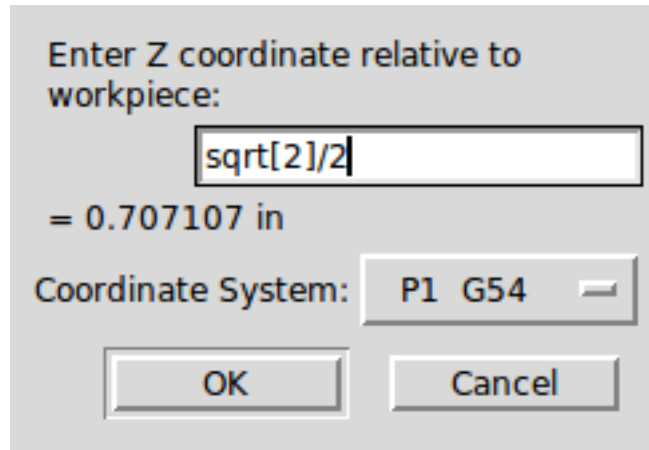 Enter Z coordinate relative to
workpiece:
sqrt[2]/2
= 0.707107 in
Coordinate System: P1 G54
OK Cancel